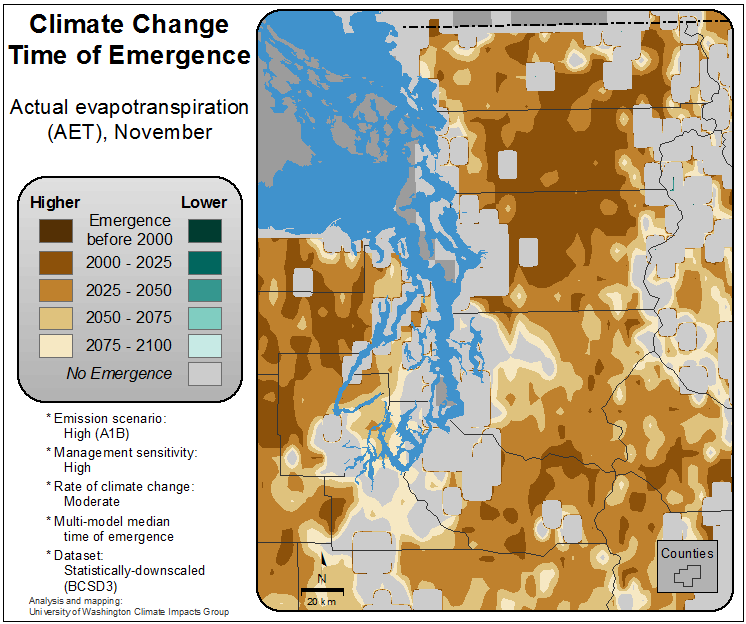 Climate Change
Time of Emergence
Actual evapotranspiration
(AET), November
Higher Lower
Emergence
before 2000
2000 - 2025
2025 - 2050
2050 - 2075
2075 - 2100
No Emergence
* Emission scenario:
High (A1B)
* Management sensitivity:
High
* Rate of climate change:
Moderate
* Multi-model median
time of emergence
* Dataset:
Statistically-downscaled
(BCSD3)
Analysis and mapping:
University of Washington Climate Impacts Group
N
20 km
Counties